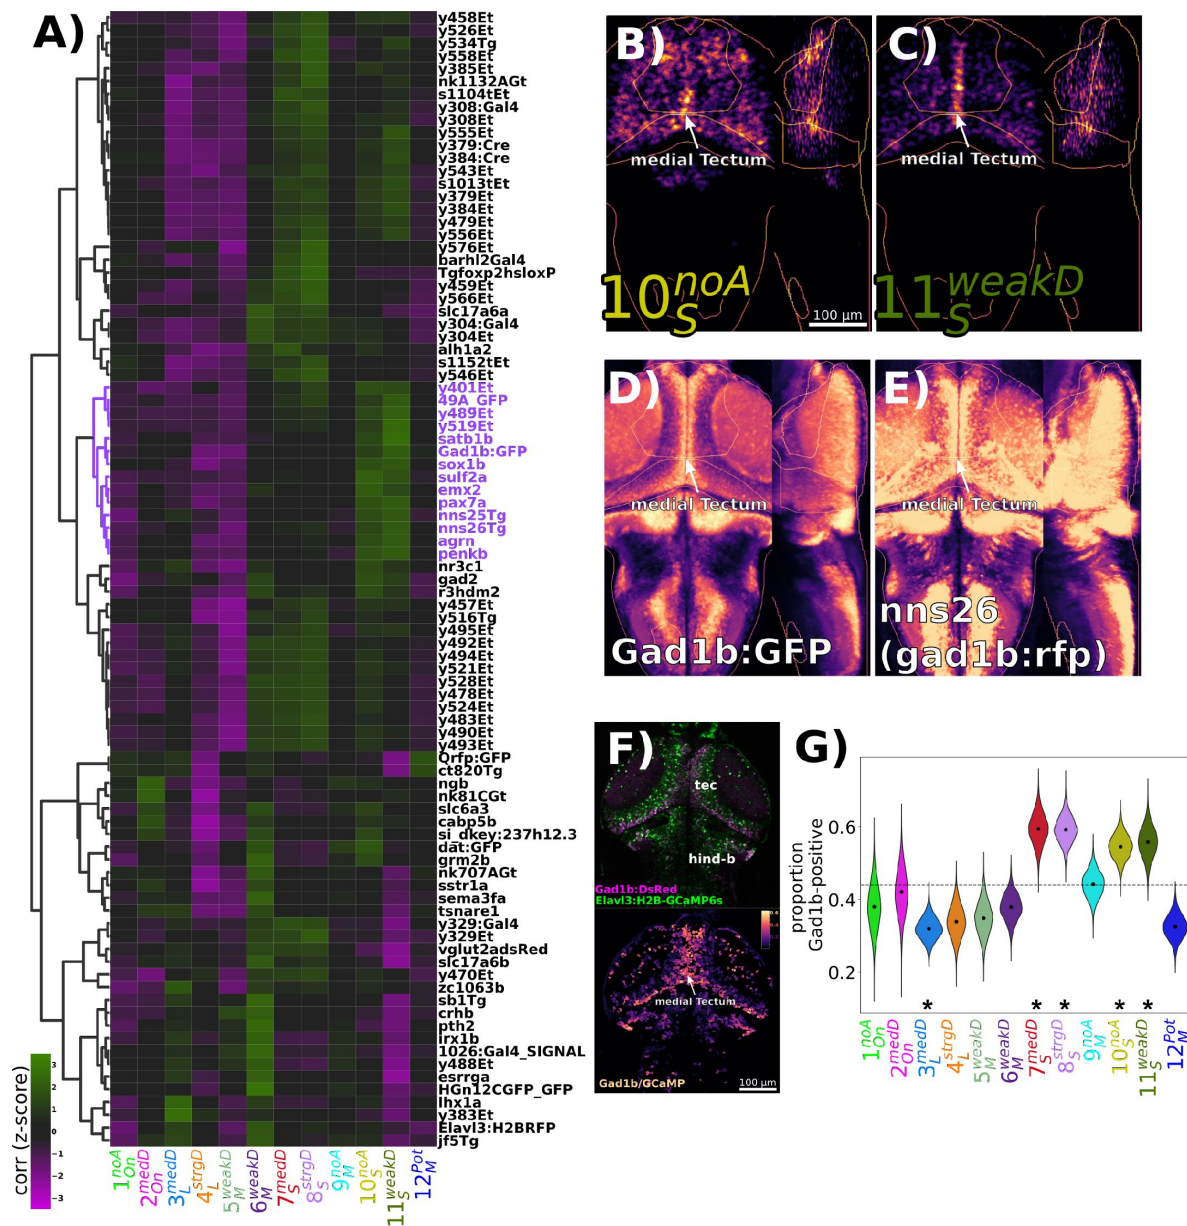 A)
y458Et
y526Et
y534Tg
y558Et
y385Et
nk1132AGt
s1104tEt
y308:Gal4
y308Et
y555Et
y379:Cre
y384:Cre
y543Et
s1013tEt
y379Et
y384Et
y479Et
y556Et
y576Et
barhl2Gal4
Tgfoxp2hsloxP
y459Et
y566Et
slc17a6a
y304:Gal4
y304Et
alh1a2
s1152tEt
y546Et
y401Et
49A_GFP
y489Et
y519Et
satb1b
Gad1b:GFP
sox1b
sulf2a
emx2
pax7a
nns25Tg
nns26Tg
agrn
penkb
nr3c1
gad2
r3hdm2
y457Et
y516Tg
y495Et
y492Et
y494Et
y521Et
y528Et
y478Et
y524Et
y483Et
y490Et
y493Et
Qrfp:GFP
ct820Tg
ngb
nk81CGt
slc6a3
cabp5b
si_dkey:237h12.3
dat:GFP
grm2b
nk707AGt
sstr1a
sema3fa
tsnare1
y329:Gal4
y329Et
vglut2adsRed
slc17a6b
y470Et
zc1063b
sb1Tg
crhb
pth2
irx1b
1026:Gal4_SIGNAL
y488Et
esrrga
HGn12CGFP_GFP
lhx1a
y383Et
Elavl3:H2BRFP
jf5Tg
corr (z-score)
3
2
1
0
−1
−2
−3
1 noA On
2 medD On
3 medD L
4 strgD L
5 weakD M
6 weakD M
7 medD S
8 strgD S
9 noA M
10 noA S
11 weakD S
12 Pot M
B)
medial Tectum
10 noA S
100 µm
C)
medial Tectum
11 weakD S
D)
medial Tectum
Gad1b:GFP
E)
medial Tectum
nns26
(gad1b:rfp)
F)
tec
hind-b
Gad1b:DsRed
Elavl3:H2B-GCaMP6s
medial Tectum
Gad1b/GCaMP
100 µm
G)
proportion
Gad1b-positive
0.6
0.4
0.2
* * * * *
1 noA On
2 medD On
3 medD L
4 strgD L
5 weakD M
6 weakD M
7 medD S
8 strgD S
9 noA M
10 noA S
11 weakD S
12 Pot M